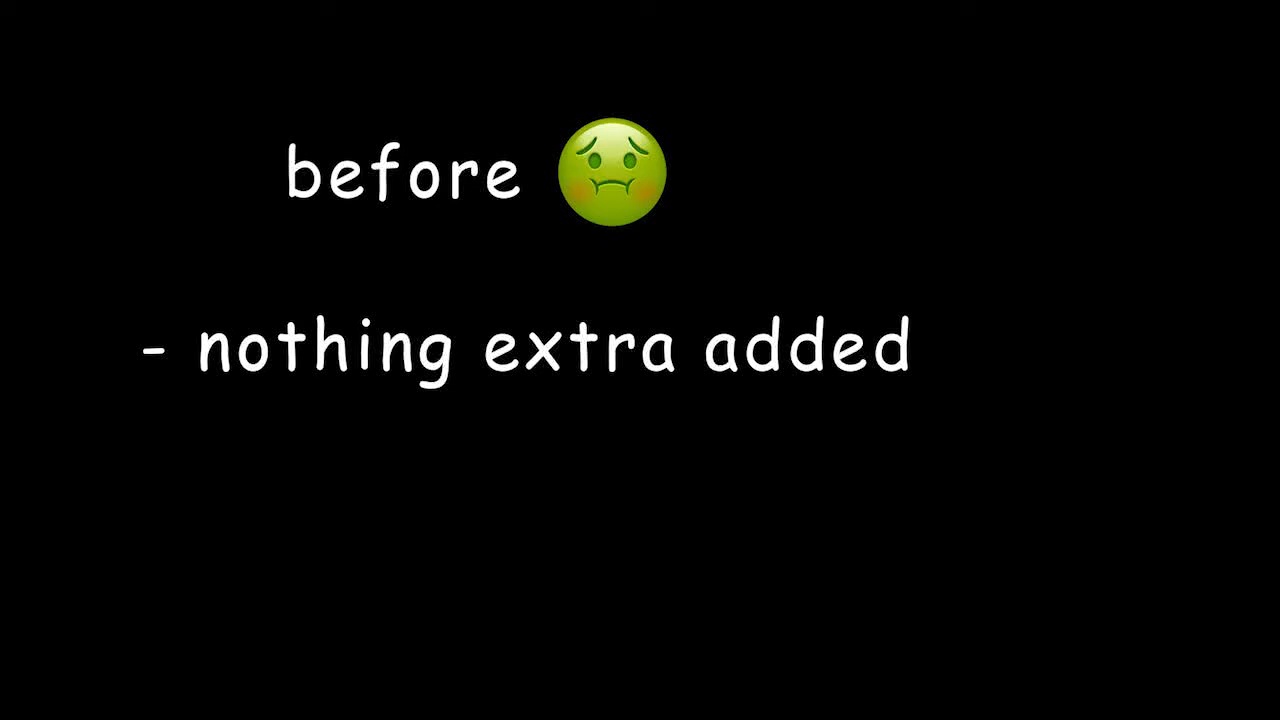 before 🤢
- nothing extra added